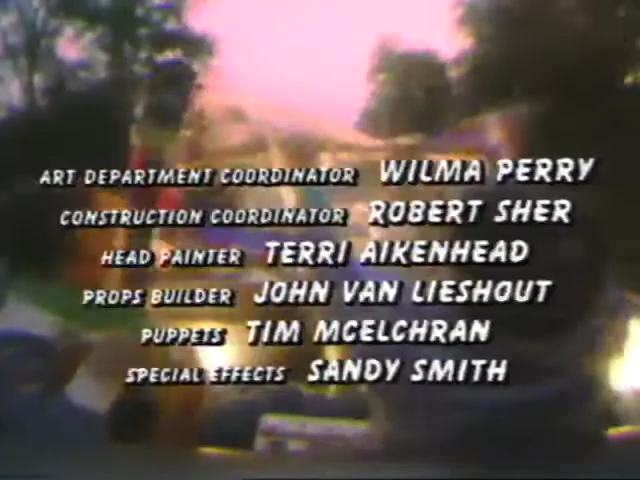 ART DEPARTMENT COORDINATOR WILMA PERRY
CONSTRUCTION COORDINATOR ROBERT SHER
HEAD PAINTER TERRI AIKENHEAD
PROPS BUILDER JOHN VAN LIESHOUT
PUPPETS TIM MCELCHRAN
SPECIAL EFFECTS SANDY SMITH